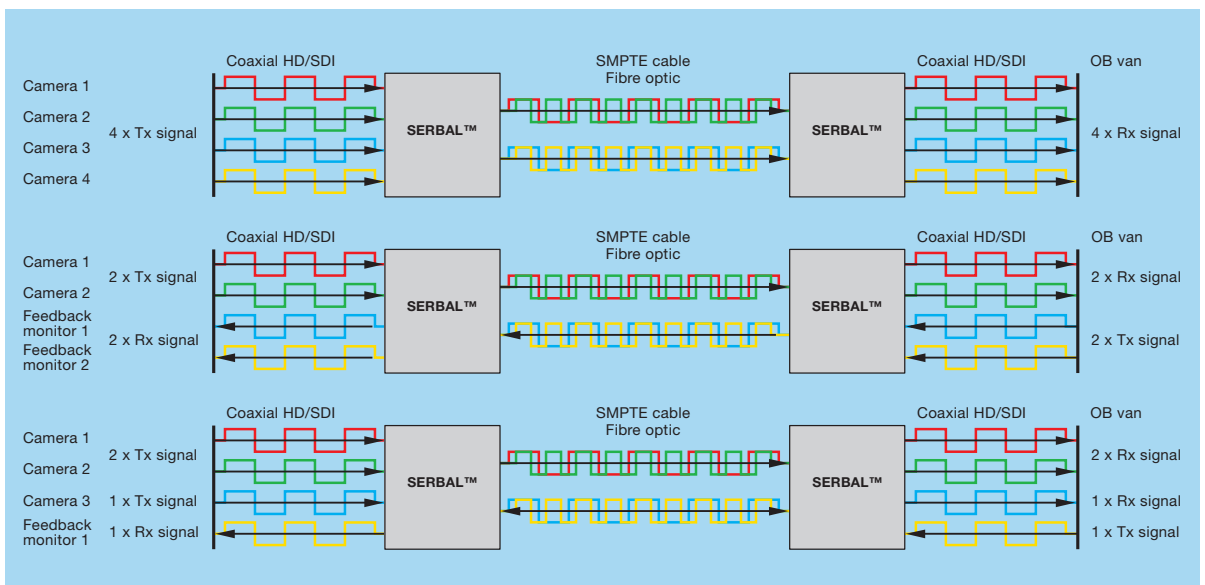 Coaxial HD/SDI
SMPTE cable
Fibre optic
Coaxial HD/SDI
OB van
Camera 1
Camera 2
4 x Tx signal
Camera 3
Camera 4
SERBAL™
SERBAL™
4 x Rx signal
Coaxial HD/SDI
SMPTE cable
Fibre optic
Coaxial HD/SDI
OB van
Camera 1
2 x Tx signal
Camera 2
Feedback
monitor 1
2 x Rx signal
Feedback
monitor 2
SERBAL™
SERBAL™
2 x Rx signal
2 x Tx signal
Coaxial HD/SDI
SMPTE cable
Fibre optic
Coaxial HD/SDI
OB van
Camera 1
2 x Tx signal
Camera 2
Camera 3
1 x Tx signal
Feedback
monitor 1
1 x Rx signal
SERBAL™
SERBAL™
2 x Rx signal
1 x Rx signal
1 x Tx signal